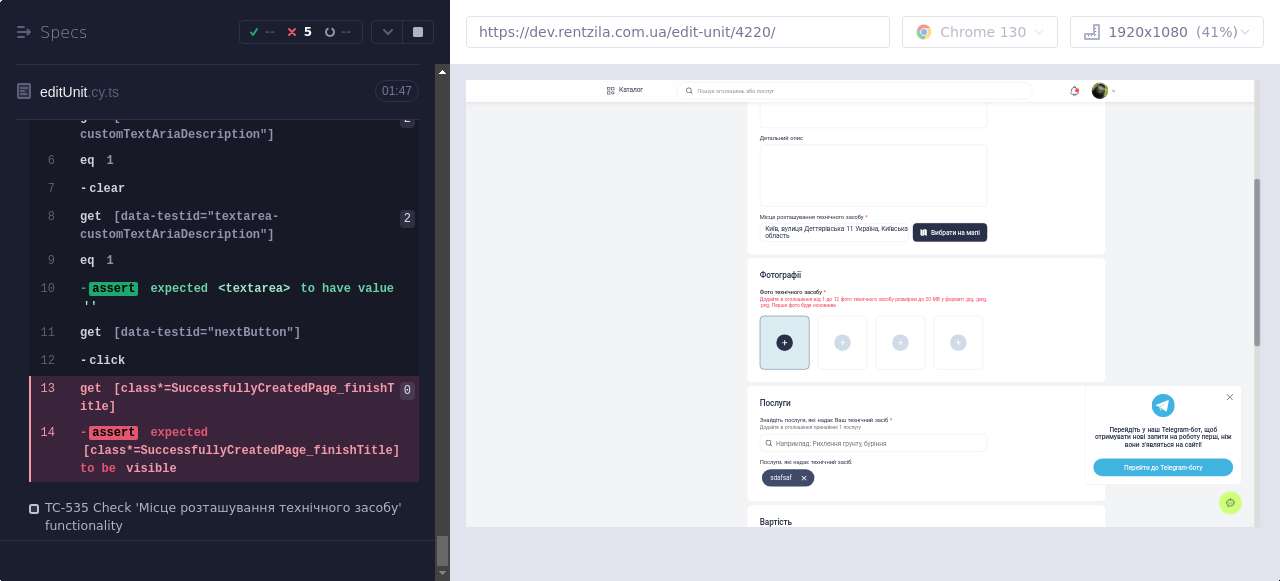 Specs
-- 5 --
editUnit.cy.ts 01:47
customTextAriaDescription"]
6 eq 1
7 -clear
8 get [data-testid="textarea-
customTextAriaDescription"] 2
9 eq 1
10 -assert expected <textarea> to have value
''
11 get [data-testid="nextButton"]
12 -click
13 get [class*=SuccessfullyCreatedPage_finishT
itle] 0
14 -assert expected
[class*=SuccessfullyCreatedPage_finishTitle]
to be visible
TC-535 Check 'Місце розташування технічного засобу'
functionality
https://dev.rentzila.com.ua/edit-unit/4220/
Chrome 130
1920x1080 (41%)
Каталог
Пошук оголошень або послуг
Детальний опис
Місце розташування технічного засобу *
Київ, вулиця Дегтярівська 11 Україна, Київська
область
Вибрати на мапі
Фотографії
Фото технічного засобу *
Додайте в оголошення від 1 до 12 фото технічного засобу розміром до 20 МВ у форматі .jpg, .jpeg,
.png. Перше фото буде основним.
Послуги
Знайдіть послуги, які надає Ваш технічний засіб *
Додайте в оголошення принаймні 1 послугу
Наприклад: Рихлення грунту, буріння
Послуги, які надає технічний засіб:
sdafsaf
Вартість
Перейдіть у наш Telegram-бот, щоб
отримувати нові запити на роботу перш, ніж
вони з'являться на сайті!
Перейти до Telegram-боту